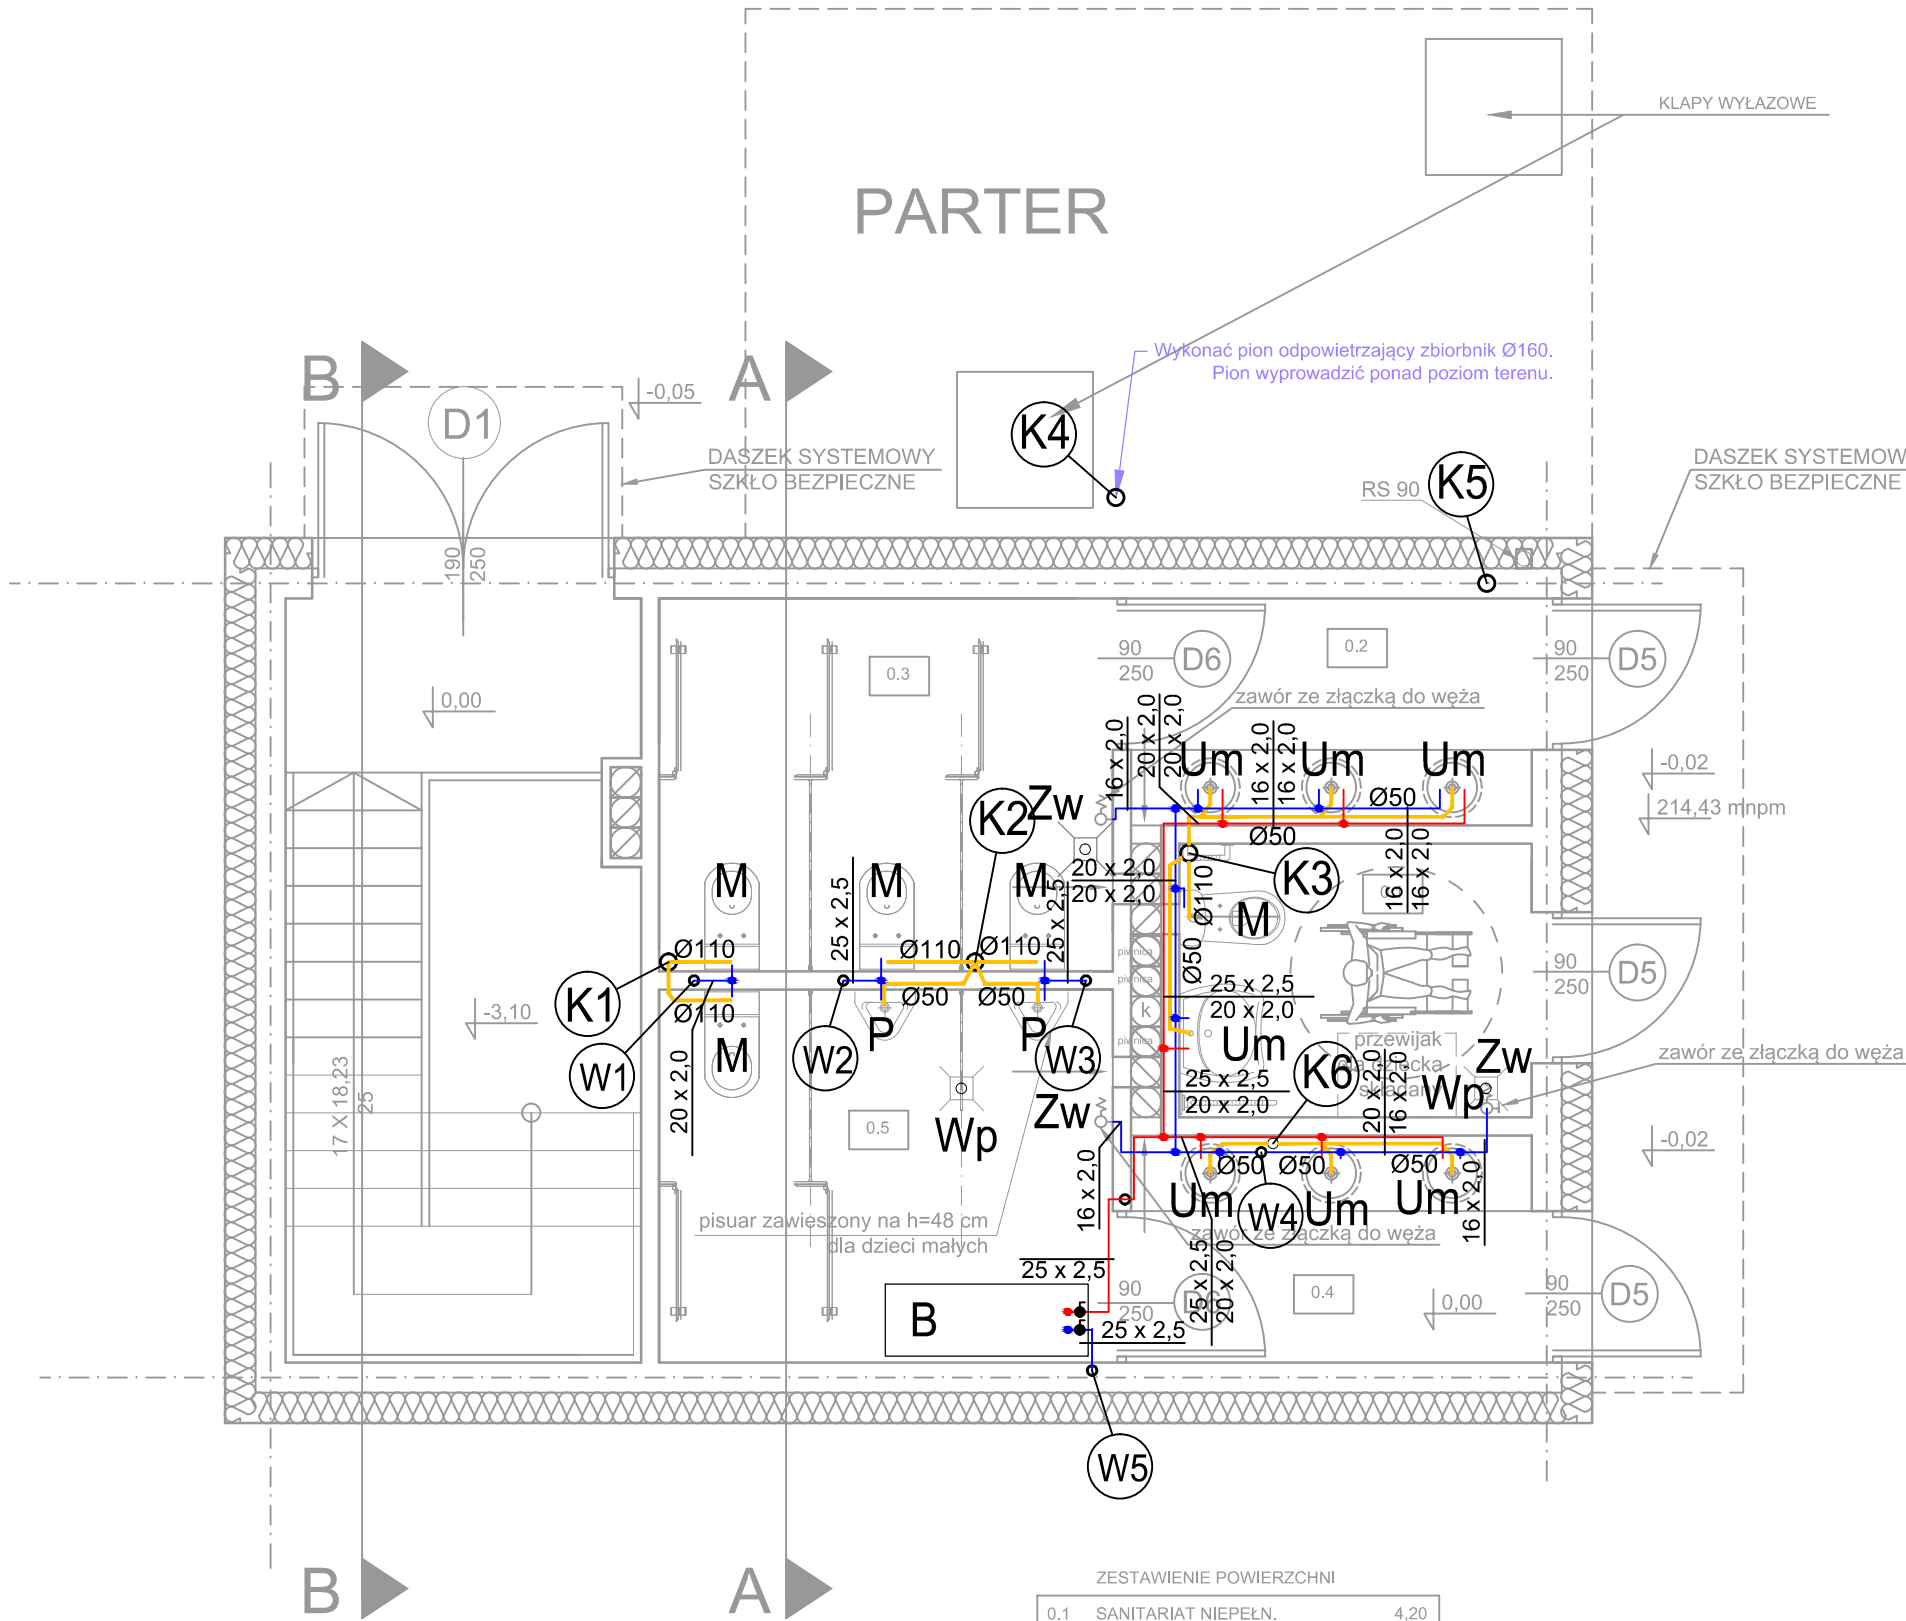 KLAPY WYŁAZOWE
PARTER
Wykonać pion odpowietrzający zbiorbnik Ø160.
Pion wyprowadzić ponad poziom terenu.
B
A
-0,05
D1
K4
DASZEK SYSTEMOWY
SZKŁO BEZPIECZNE
RS 90
K5
DASZEK SYSTEMOW
SZKŁO BEZPIECZNE
190
250
0.3
90
250
D6
0.2
90
250
D5
0,00
zawór ze złączką do węża
16 x 2,0
20 x 2,0
20 x 2,0
16 x 2,0
16 x 2,0
Um
Um
Um
-0,02
214,43 mnpm
Ø50
Ø50
K2
Zw
K3
16 x 2,0
16 x 2,0
M
M
M
25 x 2,5
25 x 2,5
20 x 2,0
20 x 2,0
Ø110
M
Ø110
Ø110
Ø110
piwnica
piwnica
k
piwnica
Ø50
90
250
D5
K1
Ø110
Ø50
Ø50
25 x 2,5
20 x 2,0
-3,10
W1
M
W2
P
P
W3
Um
przewijak
dla dziecka
składany
Zw
zawór ze złączką do węża
17 X 18,23
25
20 x 2,0
Wp
0.5
Zw
25 x 2,5
20 x 2,0
K6
20 x 2,0
16 x 2,0
Wp
-0,02
16 x 2,0
Ø50
Ø50
Ø50
16 x 2,0
Um
W4
Um
Um
pisuar zawieszony na h=48 cm
dla dzieci małych
zawór ze złączką do węża
25 x 2,5
25 x 2,5
20 x 2,0
B
90
250
D6
25 x 2,5
0.4
0,00
90
250
D5
W5
B
A
ZESTAWIENIE POWIERZCHNI
0.1 SANITARIAT NIEPEŁN. 4,20